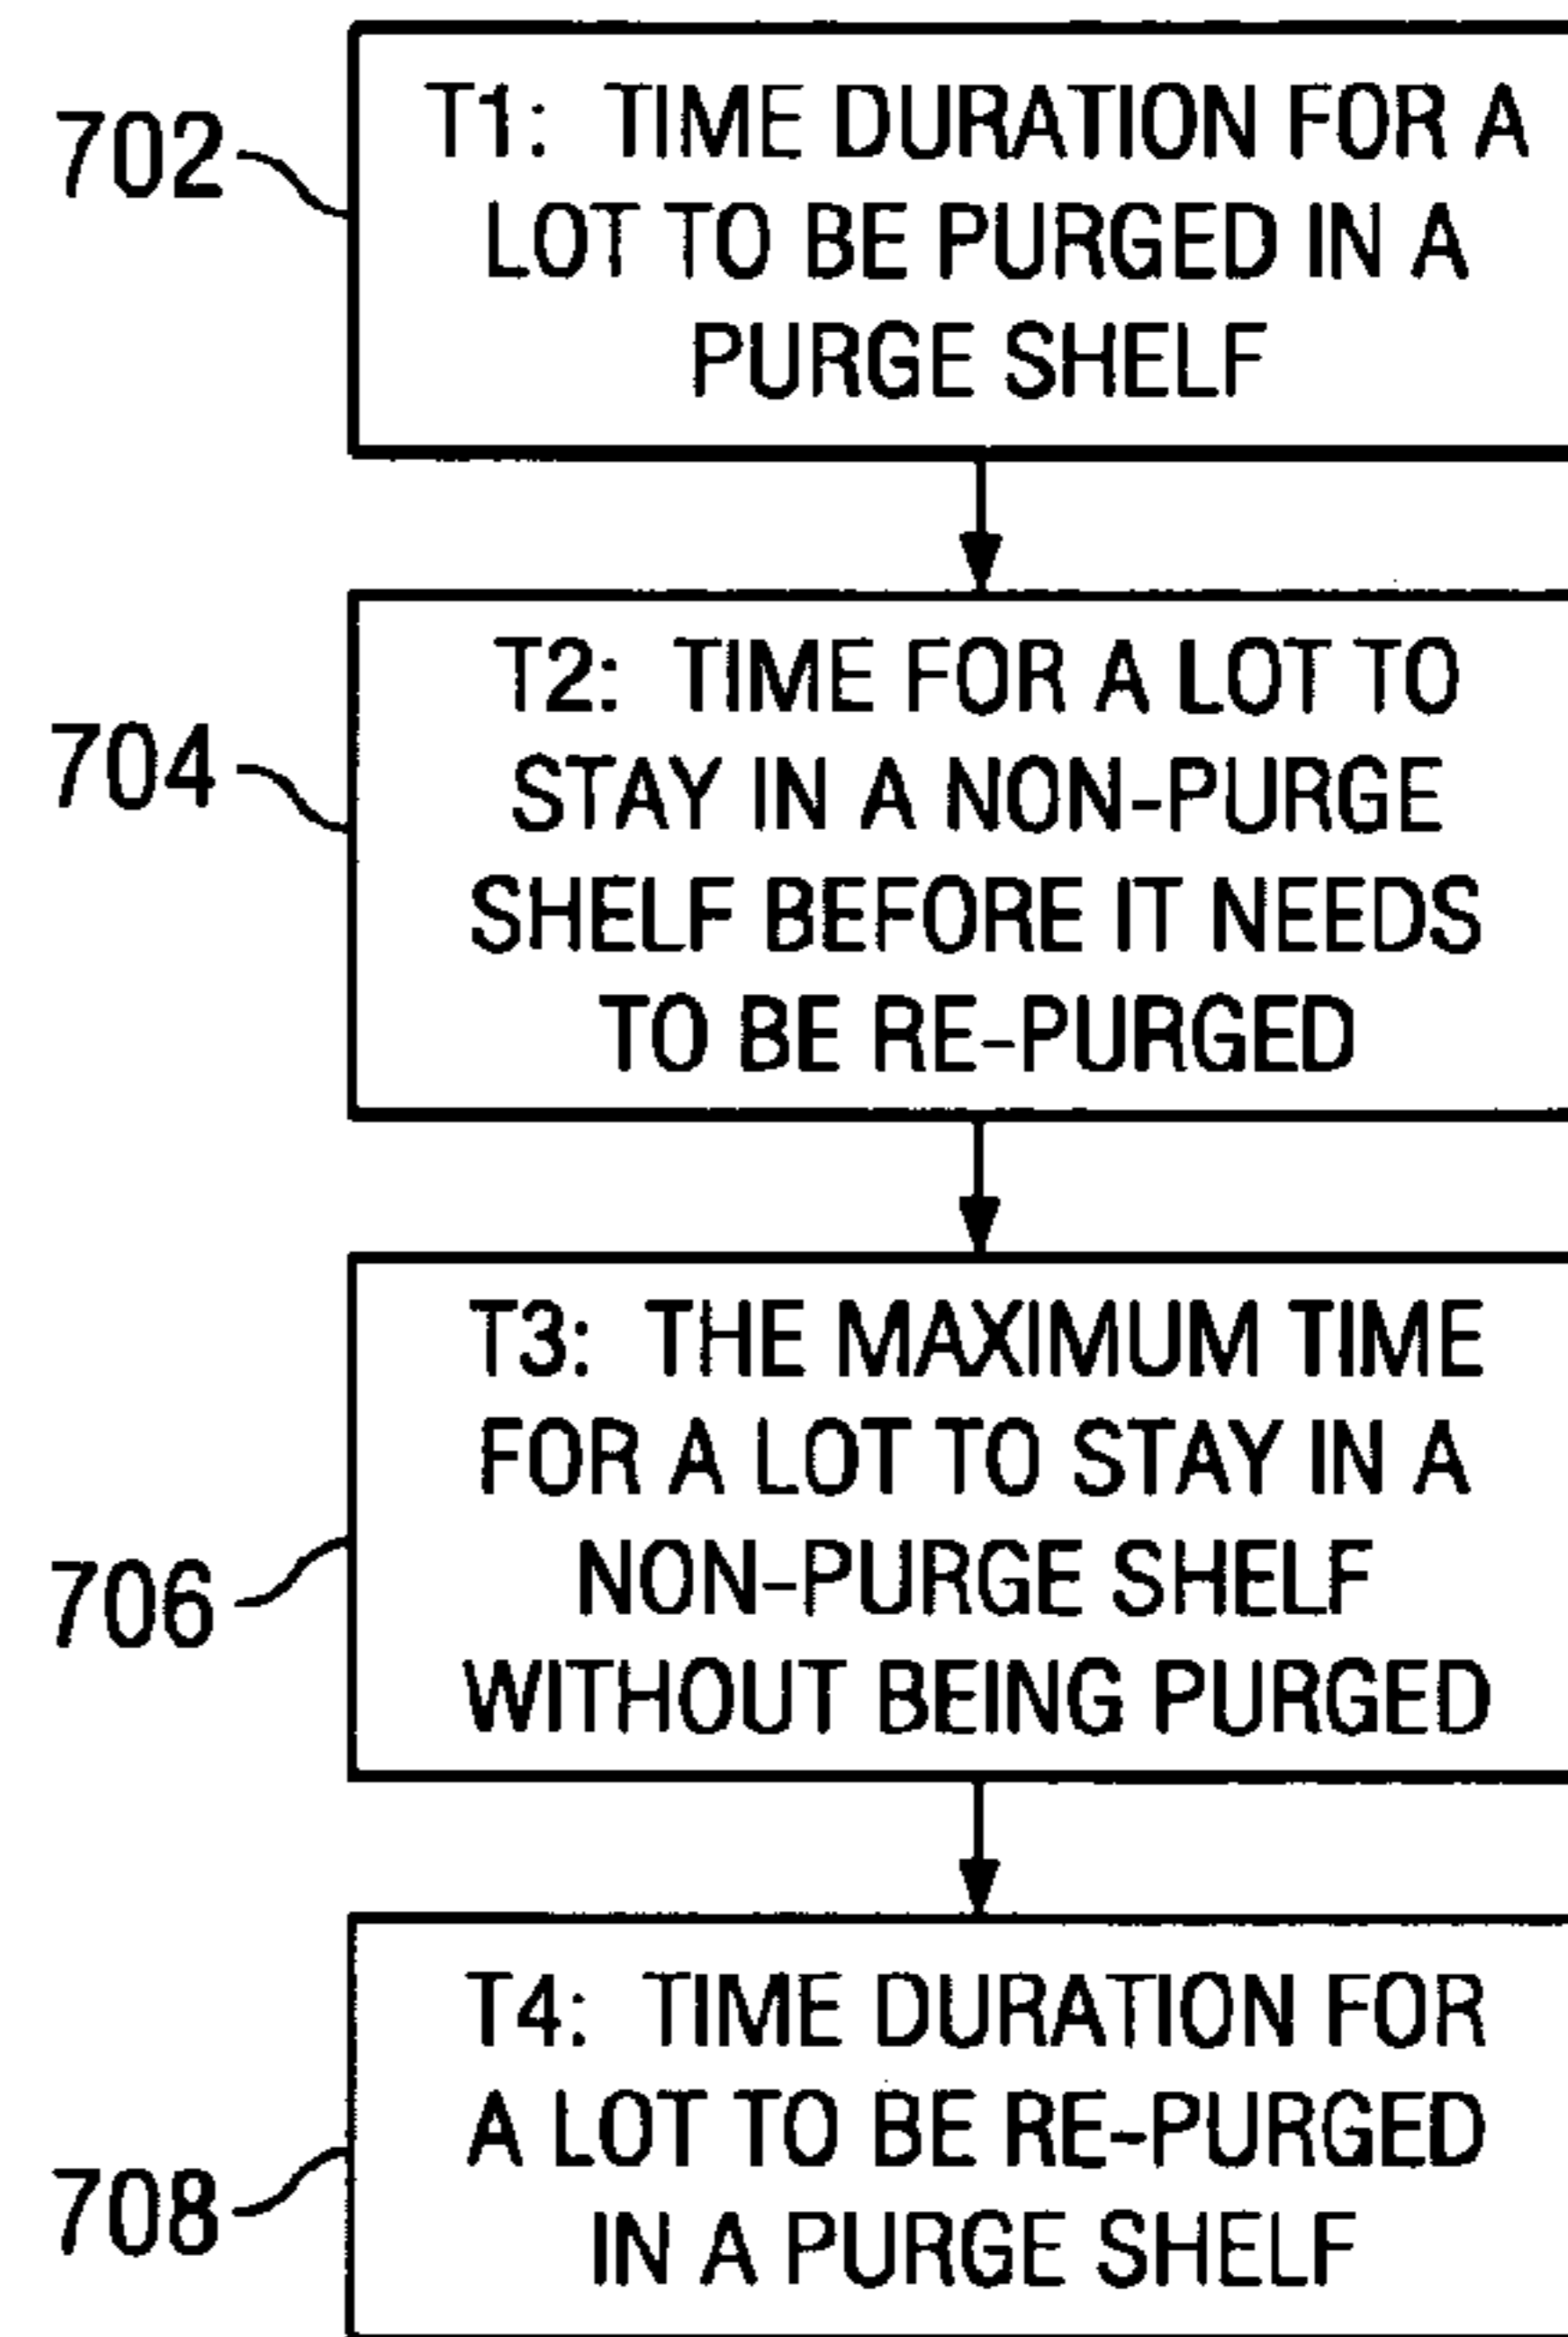 702
T1: TIME DURATION FOR A
LOT TO BE PURGED IN A
PURGE SHELF
704
T2: TIME FOR A LOT TO
STAY IN A NON-PURGE
SHELF BEFORE IT NEEDS
TO BE RE-PURGED
706
T3: THE MAXIMUM TIME
FOR A LOT TO STAY IN A
NON-PURGE SHELF
WITHOUT BEING PURGED
708
T4: TIME DURATION FOR
A LOT TO BE RE-PURGED
IN A PURGE SHELF